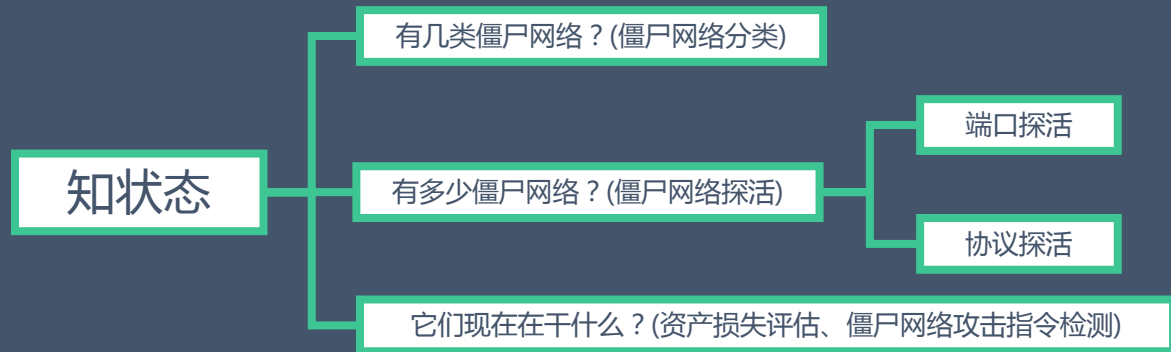 有几类僵尸网络？(僵尸网络分类)
端口探活
知状态
有多少僵尸网络？(僵尸网络探活)
协议探活
它们现在在干什么？(资产损失评估、僵尸网络攻击指令检测)